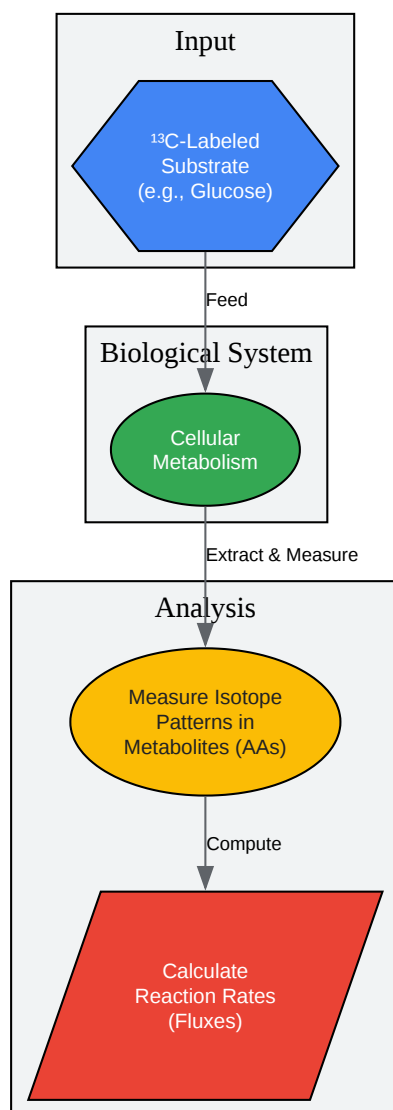 Input
¹³C-Labeled
Substrate
(e.g., Glucose)
Feed
Biological System
Cellular
Metabolism
Extract & Measure
Analysis
Measure Isotope
Patterns in
Metabolites (AAs)
Compute
Calculate
Reaction Rates
(Fluxes)